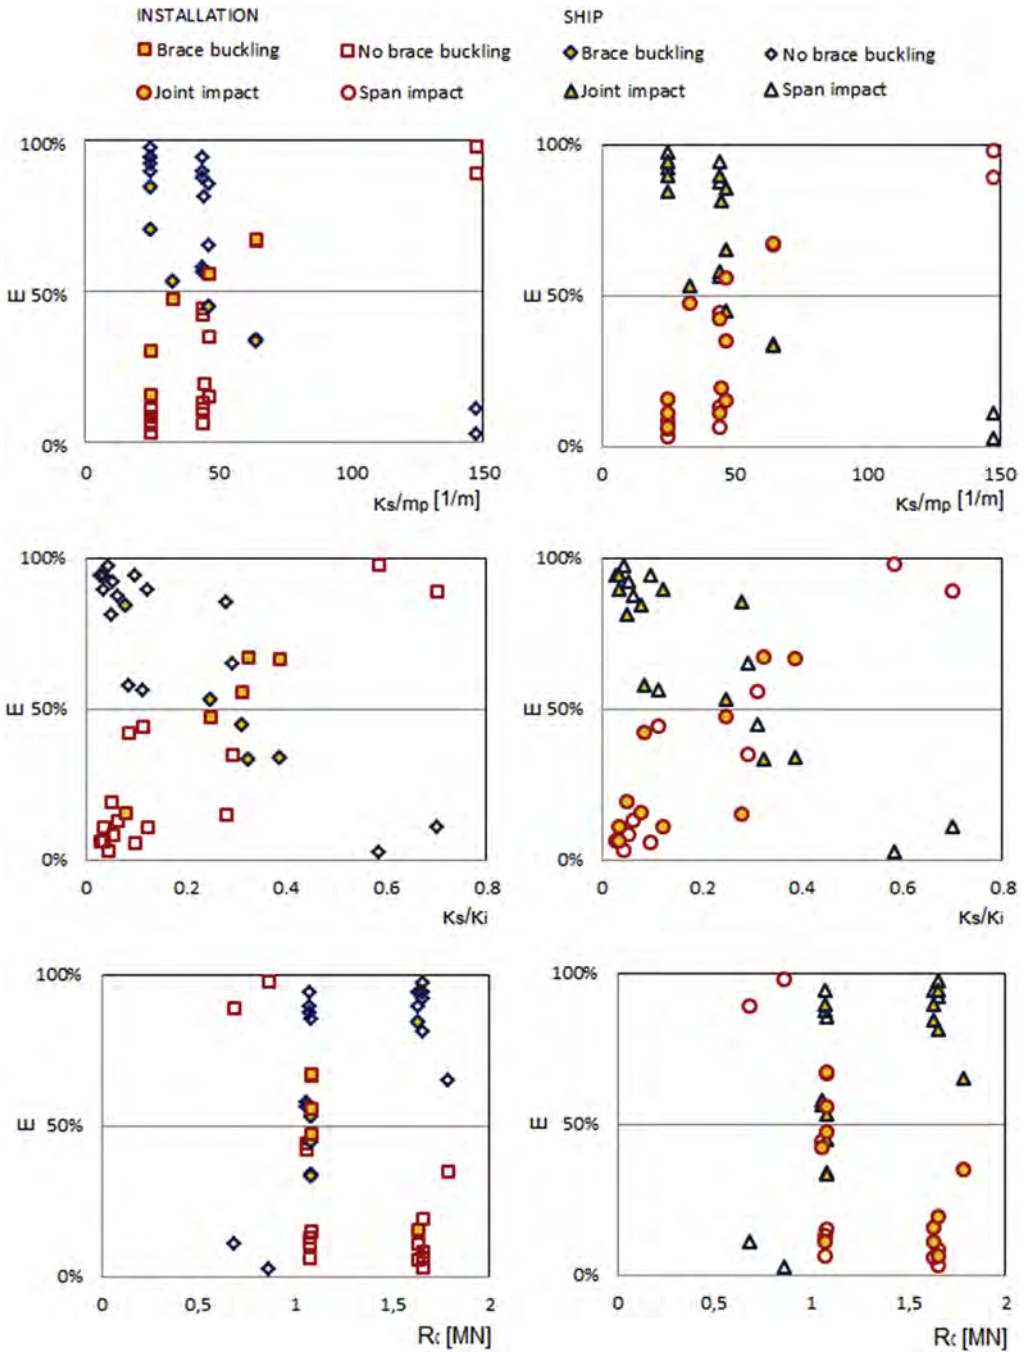 INSTALLATION SHIP
Brace buckling No brace buckling Brace buckling No brace buckling
Joint impact Span impact Joint impact Span impact
100% 100%
E 50% E 50%
0% 0%
0 50 100 150 0 50 100 150
Ks/mp [1/m] Ks/mp [1/m]
100% 100%
E 50% E 50%
0% 0%
0 0.2 0.4 0.6 0.8 0 0.2 0.4 0.6 0.8
Ks/Ki Ks/Ki
100% 100%
E 50% E 50%
0% 0%
0 0,5 1 1,5 2 0 0,5 1 1,5 2
Rc [MN] Rc [MN]